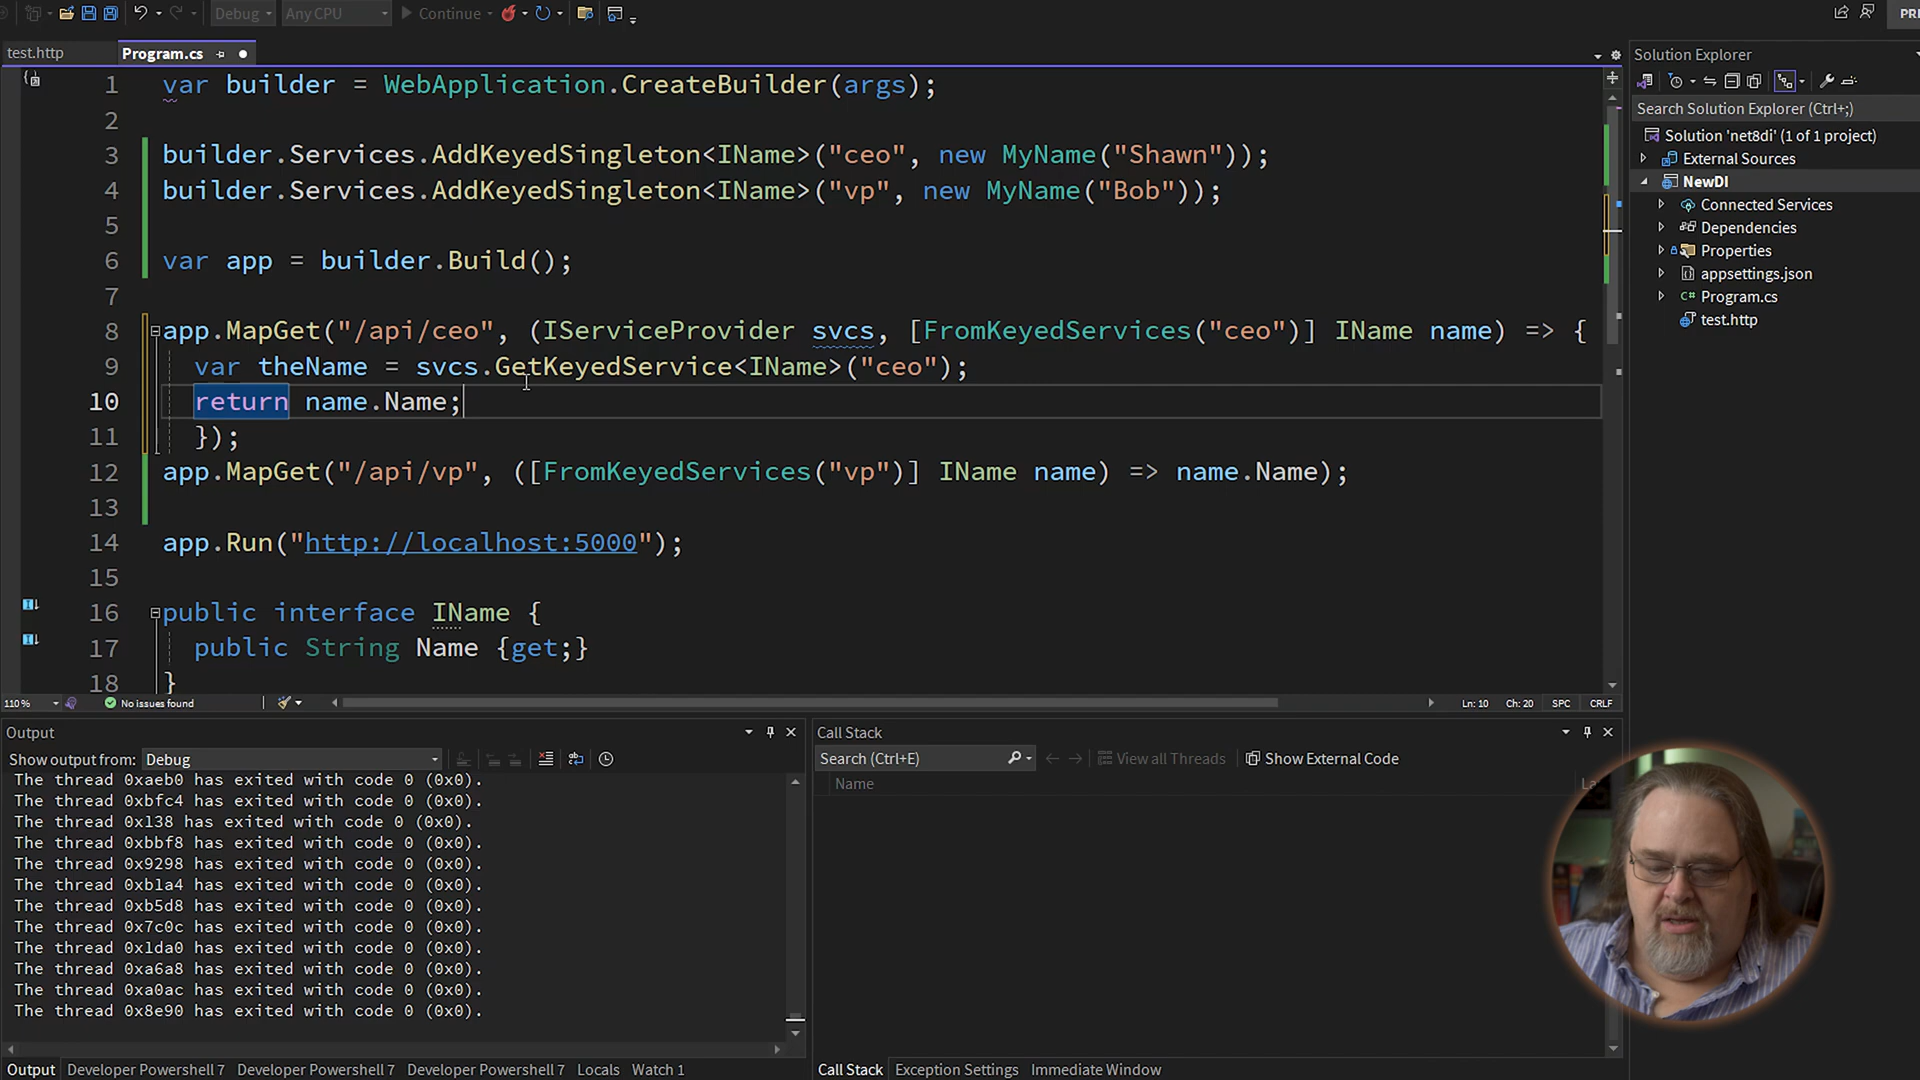 Debug
Any CPU
Continue
PRE
test.http
Program.cs
1 var builder = WebApplication.CreateBuilder(args);
2
3 builder.Services.AddKeyedSingleton<IName>("ceo", new MyName("Shawn"));
4 builder.Services.AddKeyedSingleton<IName>("vp", new MyName("Bob"));
5
6 var app = builder.Build();
7
8 app.MapGet("/api/ceo", (IServiceProvider svcs, [FromKeyedServices("ceo")] IName name) => {
9 var theName = svcs.GetKeyedService<IName>("ceo");
10 return name.Name;
11 });
12 app.MapGet("/api/vp", ([FromKeyedServices("vp")] IName name) => name.Name);
13
14 app.Run("http://localhost:5000");
15
16 public interface IName {
17 public String Name {get;}
18 }
110 %
No issues found
Ln: 10 Ch: 20 SPC CRLF
Solution Explorer
Search Solution Explorer (Ctrl+;)
Solution 'net8di' (1 of 1 project)
External Sources
NewDI
Connected Services
Dependencies
Properties
appsettings.json
Program.cs
test.http
Output
Show output from: Debug
The thread 0xaeb0 has exited with code 0 (0x0).
The thread 0xbfc4 has exited with code 0 (0x0).
The thread 0x138 has exited with code 0 (0x0).
The thread 0xbbf8 has exited with code 0 (0x0).
The thread 0x9298 has exited with code 0 (0x0).
The thread 0xb1a4 has exited with code 0 (0x0).
The thread 0xb5d8 has exited with code 0 (0x0).
The thread 0x7c0c has exited with code 0 (0x0).
The thread 0x1da0 has exited with code 0 (0x0).
The thread 0xa6a8 has exited with code 0 (0x0).
The thread 0xa0ac has exited with code 0 (0x0).
The thread 0x8e90 has exited with code 0 (0x0).
Output Developer Powershell 7 Developer Powershell 7 Developer Powershell 7 Locals Watch 1
Call Stack
Search (Ctrl+E)
View all Threads
Show External Code
Name
La
Call Stack Exception Settings Immediate Window